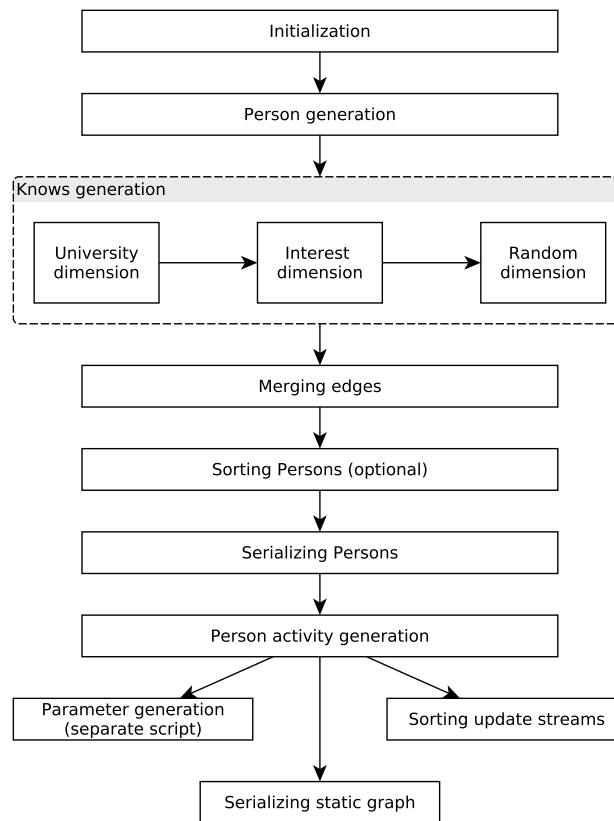 Initialization
Person generation
Knows generation
University
dimension
Interest
dimension
Random
dimension
Merging edges
Sorting Persons (optional)
Serializing Persons
Person activity generation
Parameter generation
(separate script)
Sorting update streams
Serializing static graph